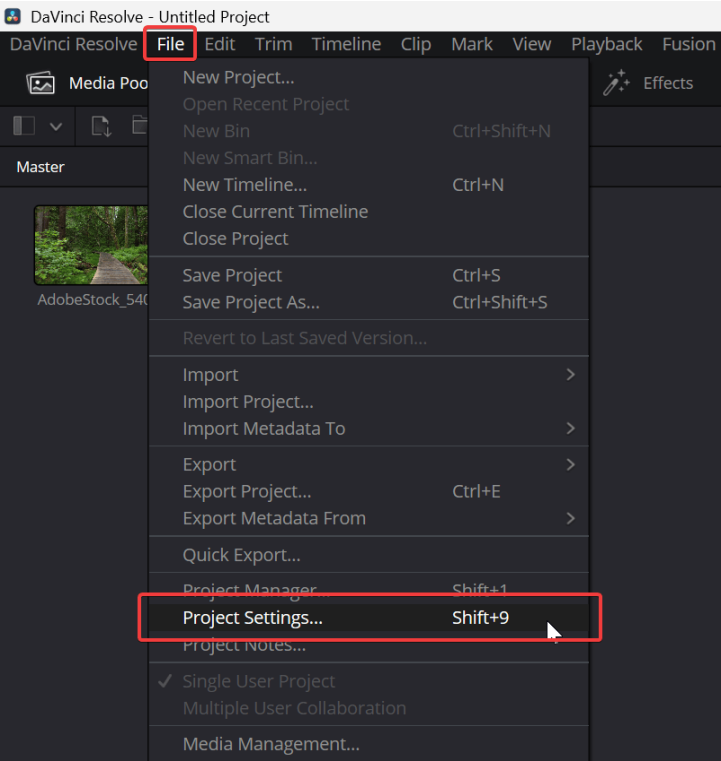 DaVinci Resolve - Untitled Project
DaVinci Resolve File Edit Trim Timeline Clip Mark View Playback Fusion
Media Poo Effects
Master
AdobeStock_540
New Project...
Open Recent Project
New Bin Ctrl+Shift+N
New Smart Bin...
New Timeline... Ctrl+N
Close Current Timeline
Close Project
Save Project Ctrl+S
Save Project As... Ctrl+Shift+S
Revert to Last Saved Version...
Import
Import Project...
Import Metadata To
Export
Export Project... Ctrl+E
Export Metadata From
Quick Export...
Project Manager... Shift+1
Project Settings... Shift+9
Project Notes...
Single User Project
Multiple User Collaboration
Media Management...